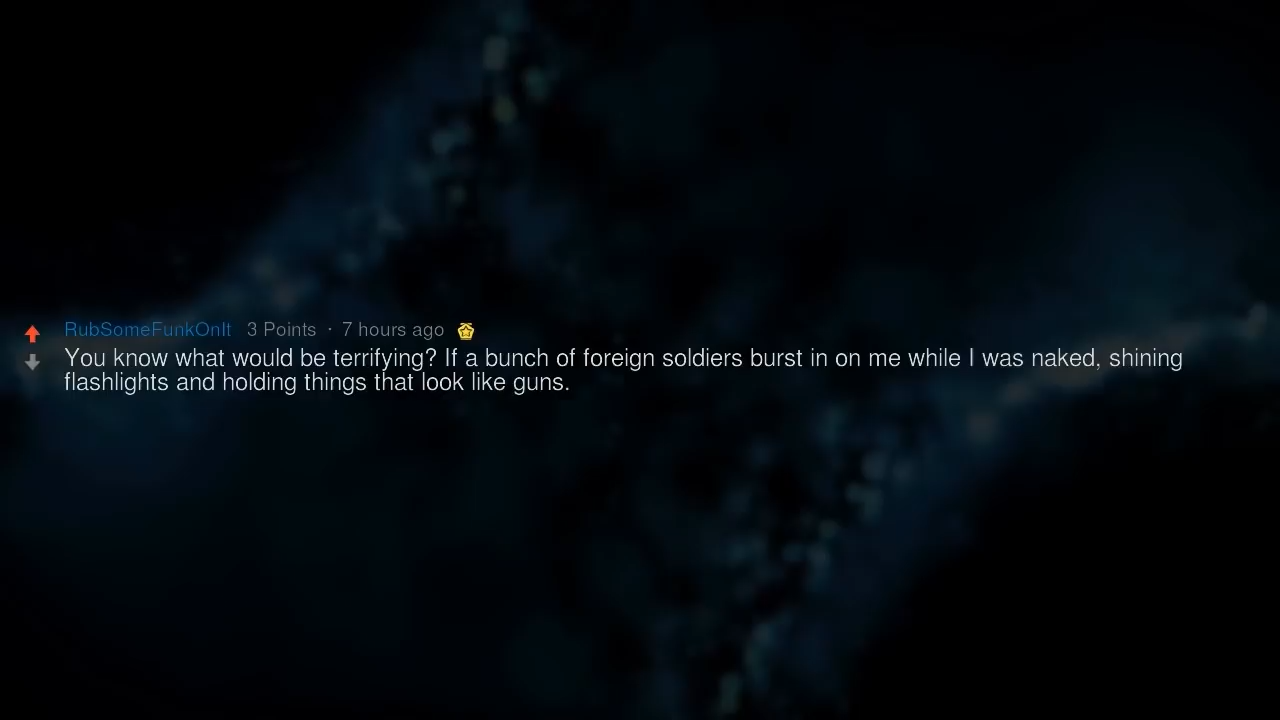 RubSomeFunkOnIt 3 Points · 7 hours ago
You know what would be terrifying? If a bunch of foreign soldiers burst in on me while I was naked, shining
flashlights and holding things that look like guns.